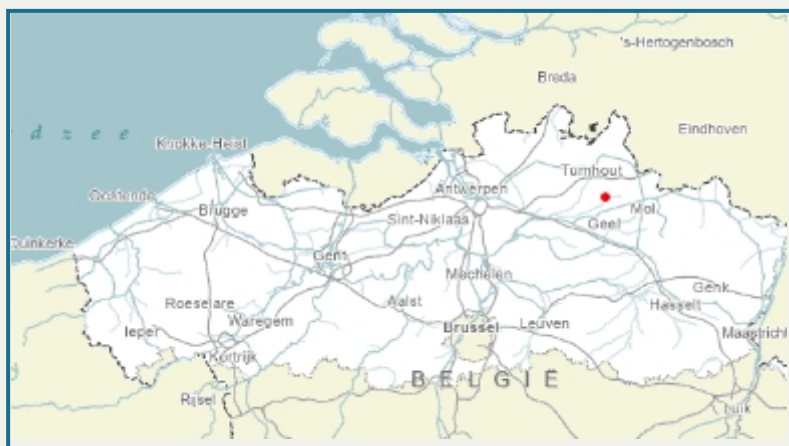 's-Hertogenbosch
Breda
Eindhoven
d z e e
Knokke-Heist
Turnhout
Antwerpen
Oostende
Brugge
Mol
Sint-Niklaas
Geel
Duinkerke
Gent
Mechelen
Genk
Roeselare
Aalst
Hasselt
Waregem
Brussel
Leuven
Ieper
Maastricht
Kortrijk
BELGIË
Rijsel
Luik